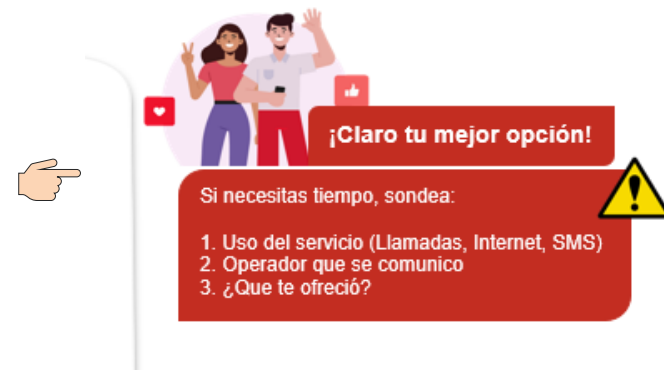 ¡Claro tu mejor opción!
Si necesitas tiempo, sondea:
1. Uso del servicio (Llamadas, Internet, SMS)
2. Operador que se comunico
3. ¿Que te ofreció?